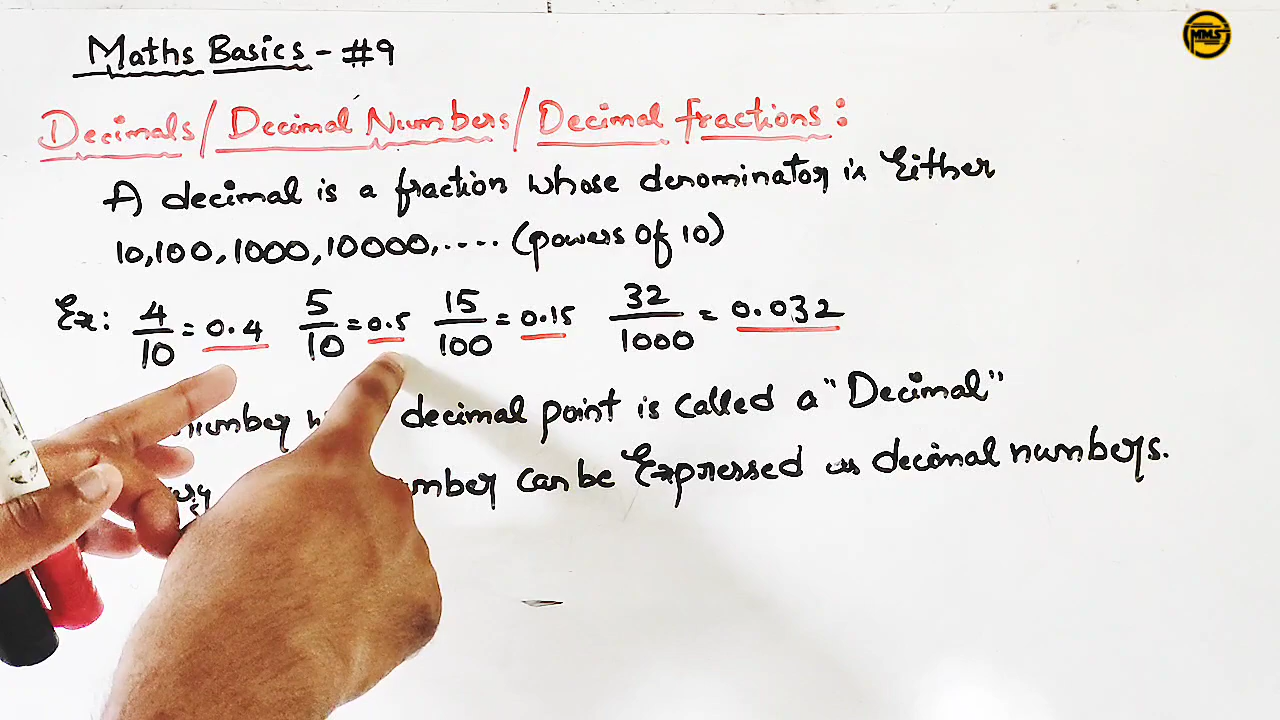 MMS
Maths Basics - #9
Decimals/Decimal Numbers/Decimal fractions:
A decimal is a fraction whose denominator is Either
10,100,1000,10000,.... (powers of 10)
Ex: 4/10 = 0.4 5/10 = 0.5 15/100 = 0.15 32/1000 = 0.032
number decimal point is called a "Decimal"
can be Expressed as decimal numbers.